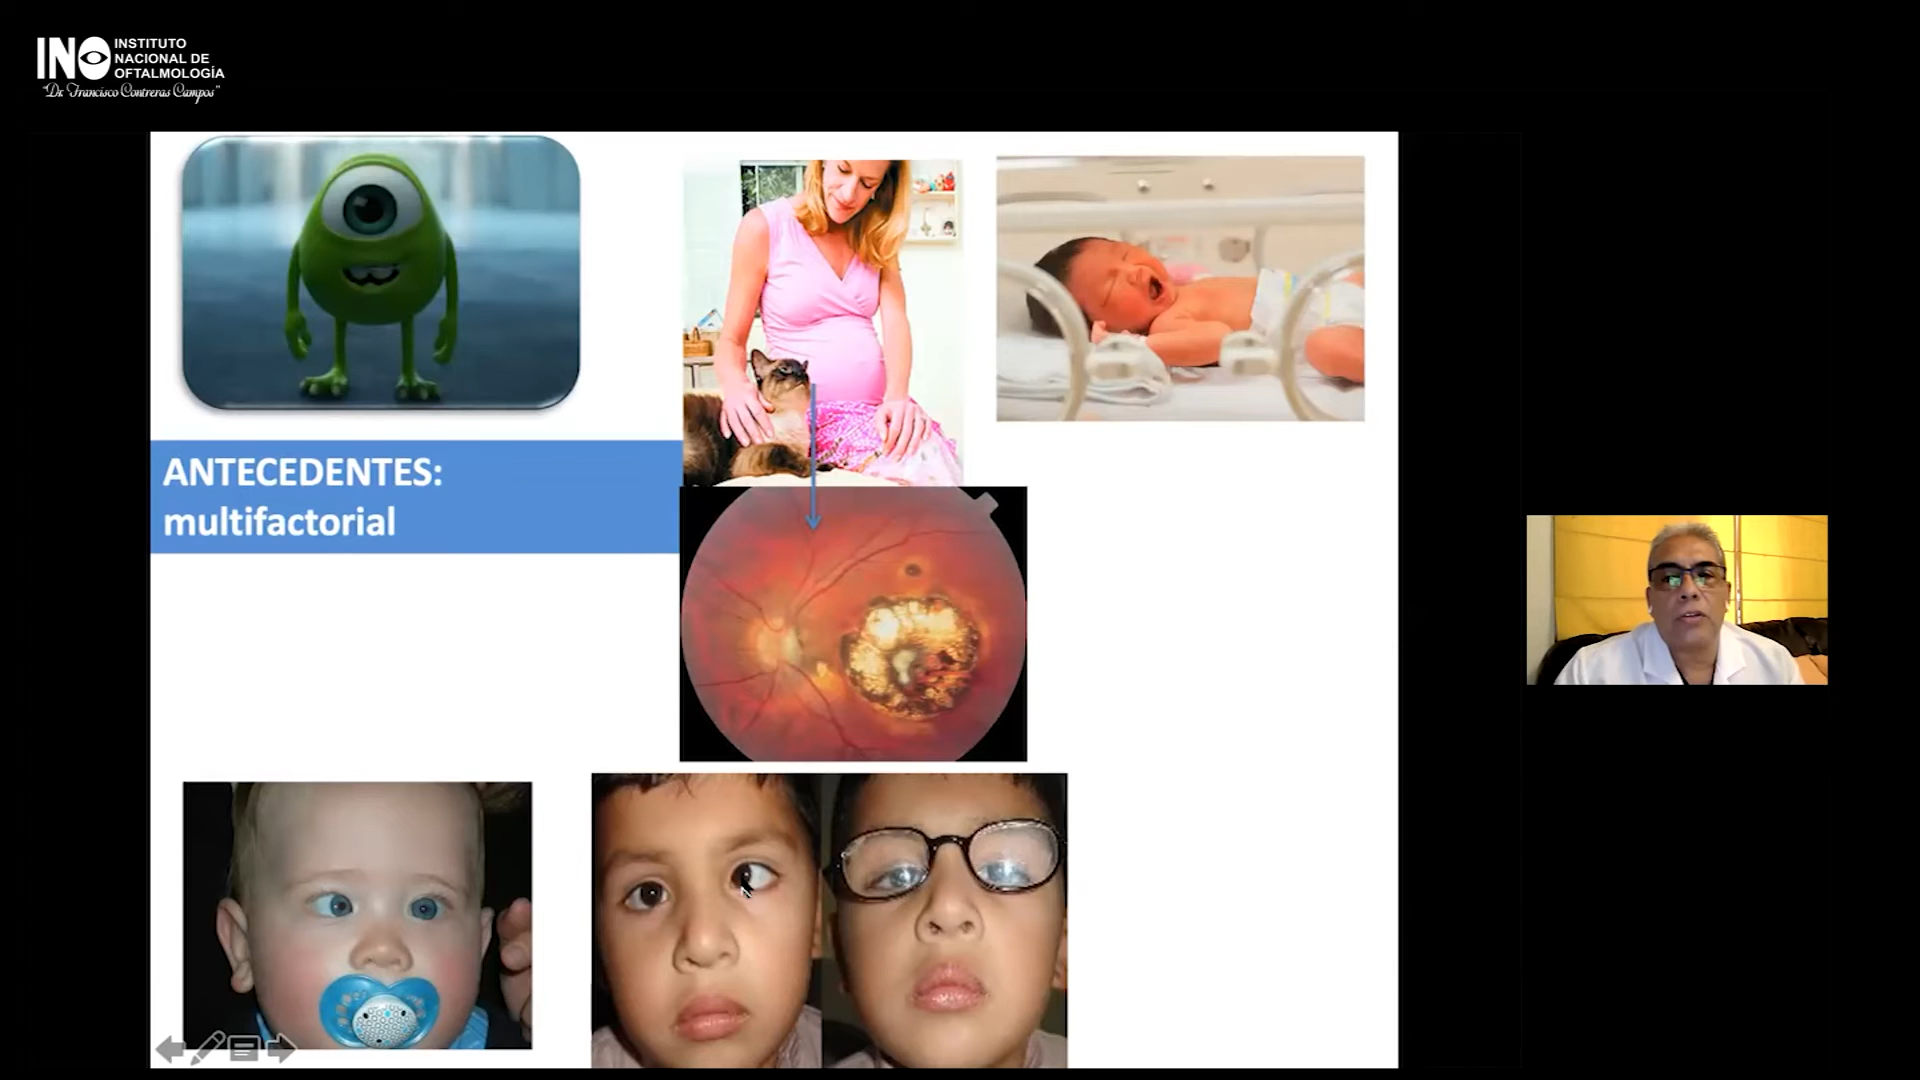 INO INSTITUTO
NACIONAL DE
OFTALMOLOGÍA
"Dr. Francisco Contreras Campos"
ANTECEDENTES:
multifactorial